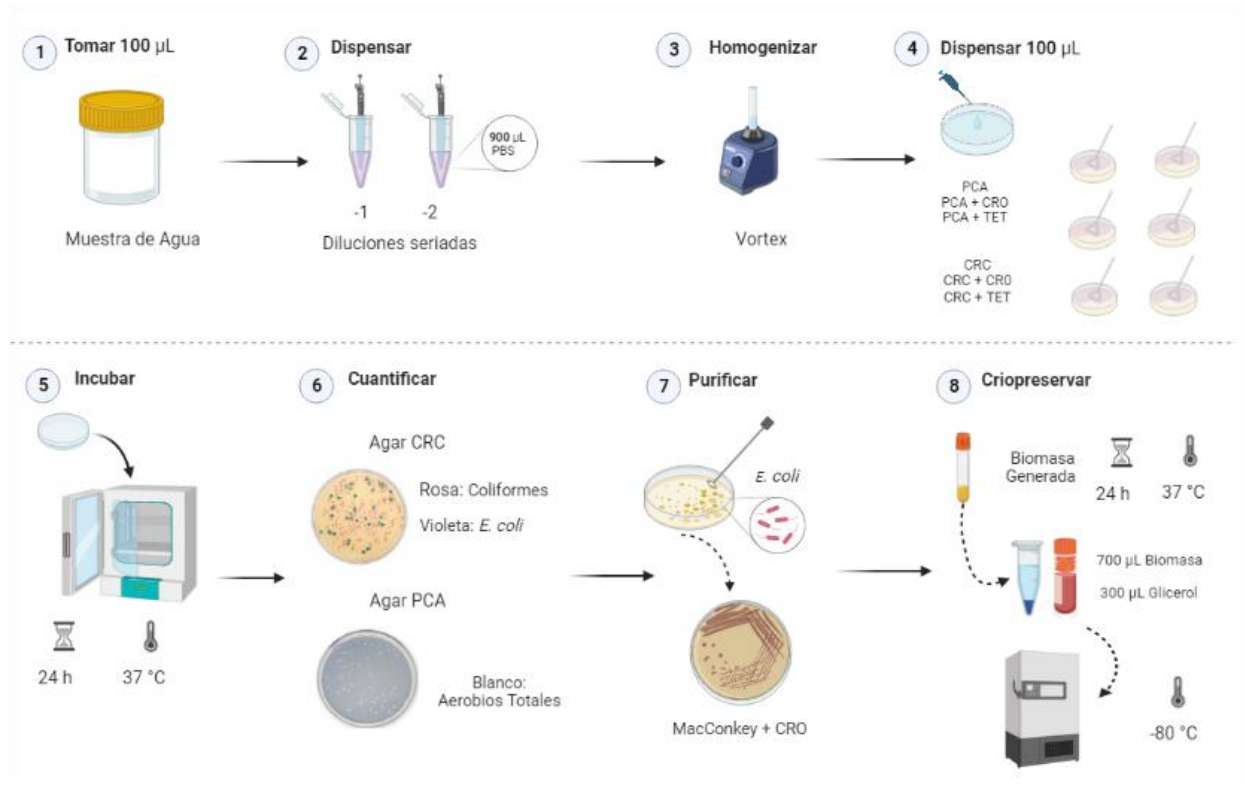 1 Tomar 100 µL
Muestra de Agua
2 Dispensar
900 µL
PBS
-1 -2
Diluciones seriadas
3 Homogenizar
Vortex
4 Dispensar 100 µL
PCA
PCA + CRO
PCA + TET
CRC
CRC + CRO
CRC + TET
5 Incubar
24 h 37 °C
6 Cuantificar
Agar CRC
Rosa: Coliformes
Violeta: E. coli
Agar PCA
Blanco:
Aerobios Totales
7 Purificar
E. coli
MacConkey + CRO
8 Criopreservar
Biomasa
Generada
24 h 37 °C
700 µL Biomasa
300 µL Glicerol
-80 °C